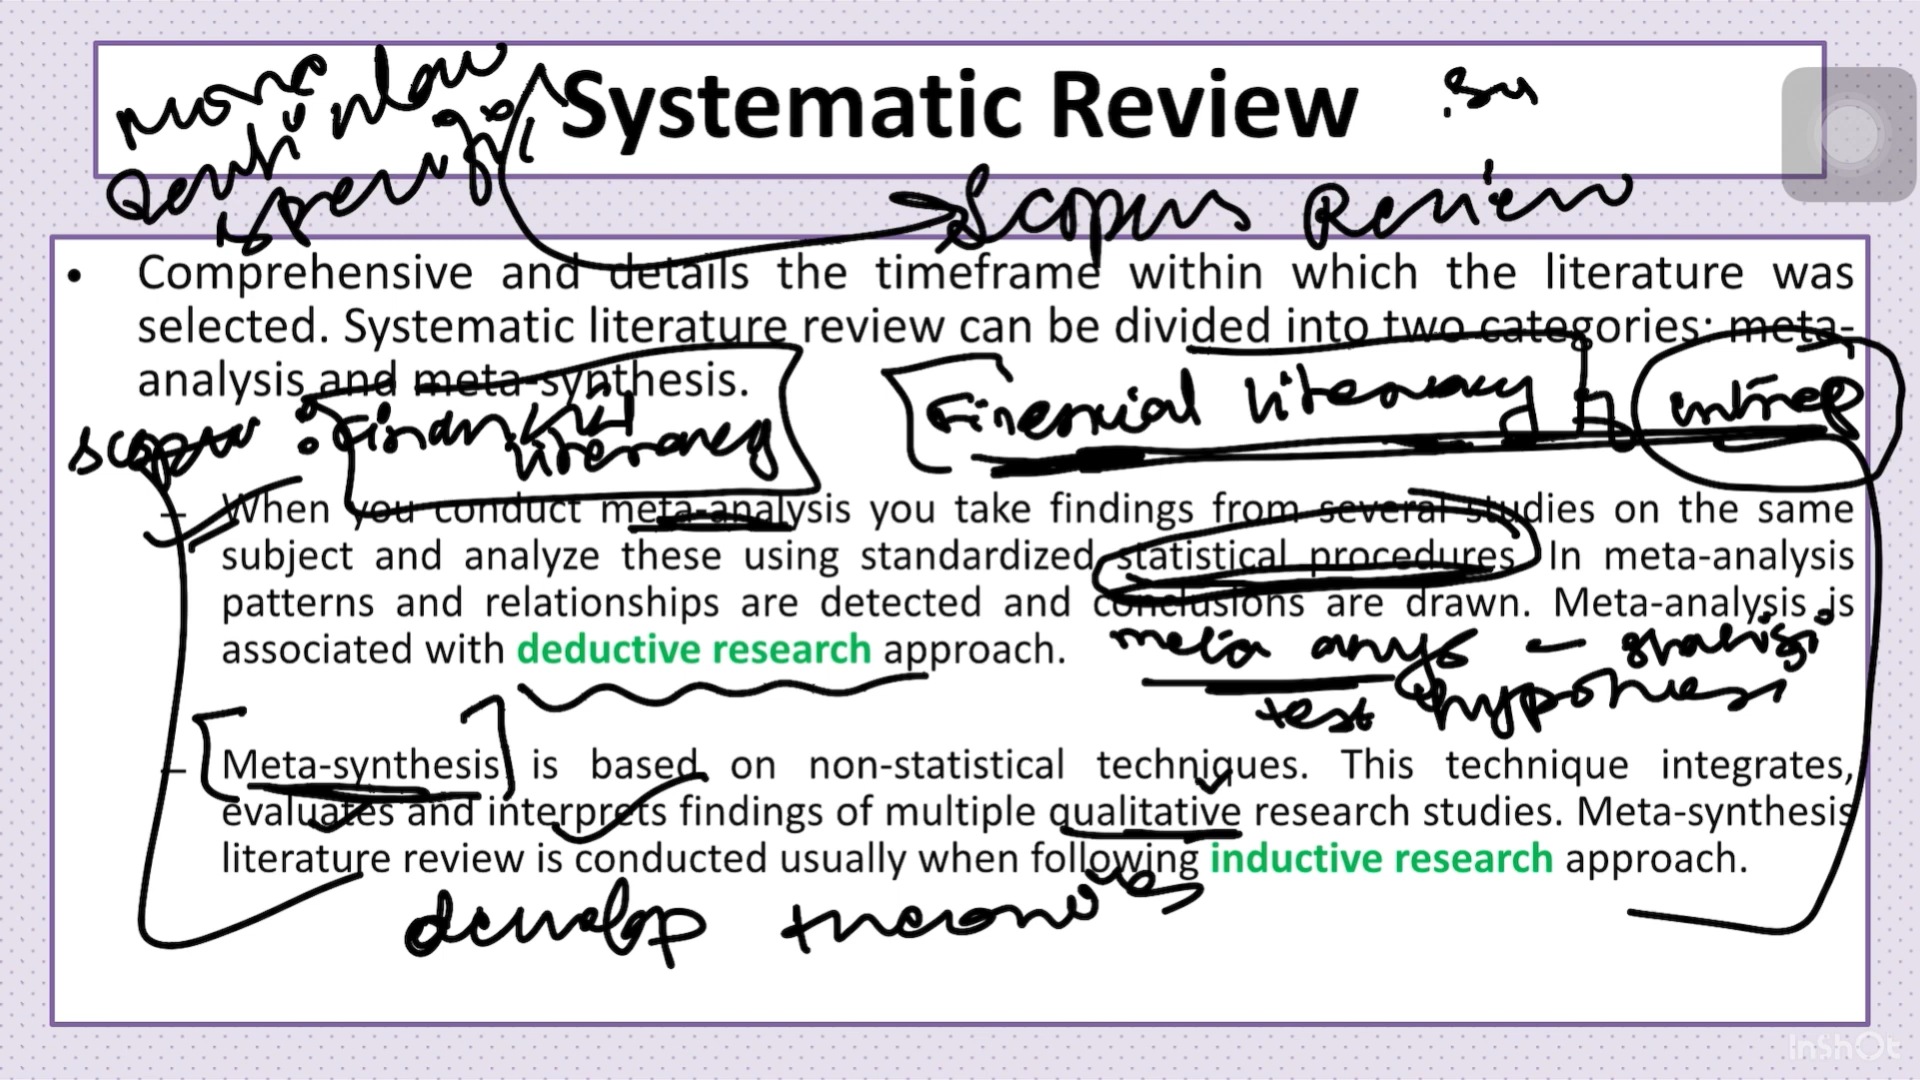 more
Systematic Review
specific
Scopus Review
• Comprehensive and details the timeframe within which the literature was
selected. Systematic literature review can be divided into two categories: meta-
analysis and meta-synthesis.
: Financial literacy
Financial literacy
entrep
– When you conduct meta-analysis you take findings from several studies on the same
subject and analyze these using standardized statistical procedures. In meta-analysis
patterns and relationships are detected and conclusions are drawn. Meta-analysis is
associated with deductive research approach.
meta
test
– Meta-synthesis is based on non-statistical techniques. This technique integrates,
evaluates and interprets findings of multiple qualitative research studies. Meta-synthesis
literature review is conducted usually when following inductive research approach.
develop
InShOt